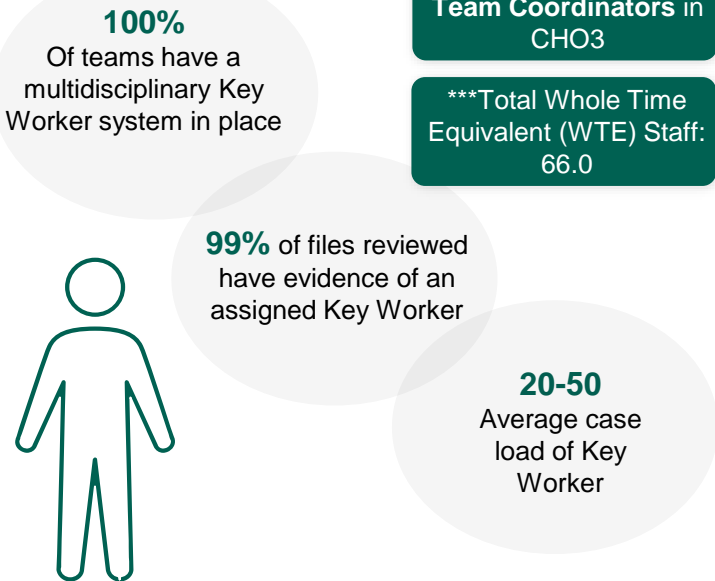 100%
Of teams have a
multidisciplinary Key
Worker system in place
Team Coordinators in
CHO3
***Total Whole Time
Equivalent (WTE) Staff:
66.0
99% of files reviewed
have evidence of an
assigned Key Worker
20-50
Average case
load of Key
Worker